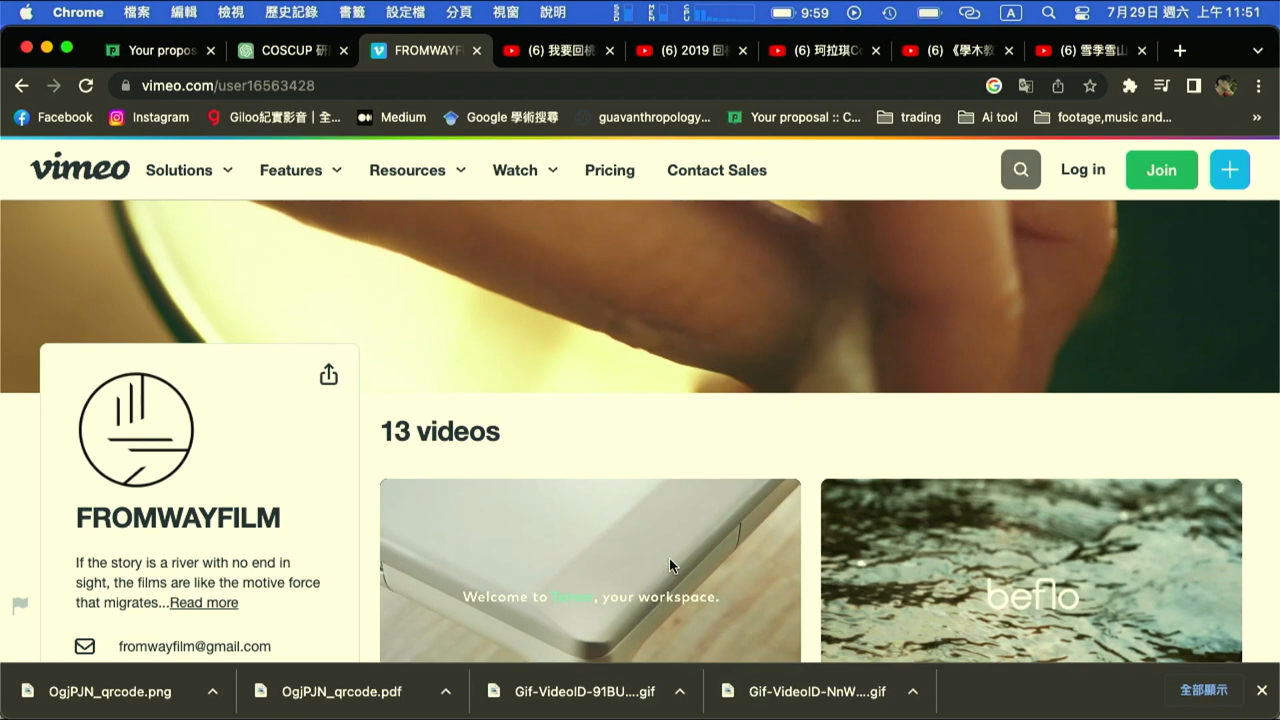 Chrome 檔案 編輯 檢視 歷史記錄 書籤 設定檔 分頁 視窗 說明 9:59 A 7月29日 週六 上午 11:51
Your propos COSCUP 研 FROMWAYF (6) 我要回桃 (6) 2019 回 (6) 珂拉琪Co (6) 《學木教 (6) 雪季雪山
vimeo.com/user16563428
Facebook Instagram Giloo紀實影音｜全... Medium Google 學術搜尋 guavanthropology... Your proposal :: C... trading Ai tool footage,music and... »
vimeo Solutions Features Resources Watch Pricing Contact Sales Log in Join
13 videos
FROMWAYFILM
If the story is a river with no end in
sight, the films are like the motive force
that migrates...Read more
fromwayfilm@gmail.com
Welcome to , your workspace.
beflo
OgjPJN_qrcode.png OgjPJN_qrcode.pdf Gif-VideoID-91BU....gif Gif-VideoID-NnW....gif 全部顯示